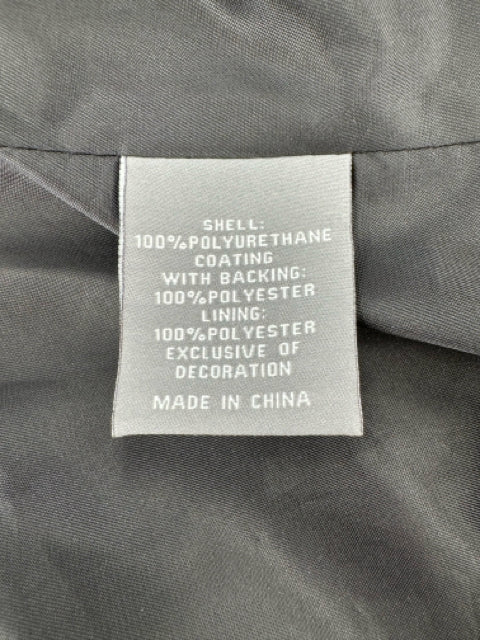 SHELL:
100%POLYURETHANE
COATING
WITH BACKING:
100%POLYESTER
LINING:
100%POLYESTER
EXCLUSIVE OF
DECORATION
MADE IN CHINA